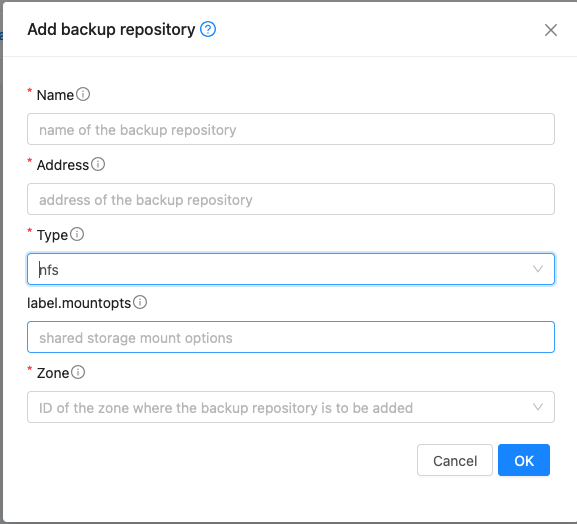 Add backup repository
* Name
name of the backup repository
* Address
address of the backup repository
* Type
nfs
label.mountopts
shared storage mount options
* Zone
ID of the zone where the backup repository is to be added
Cancel OK